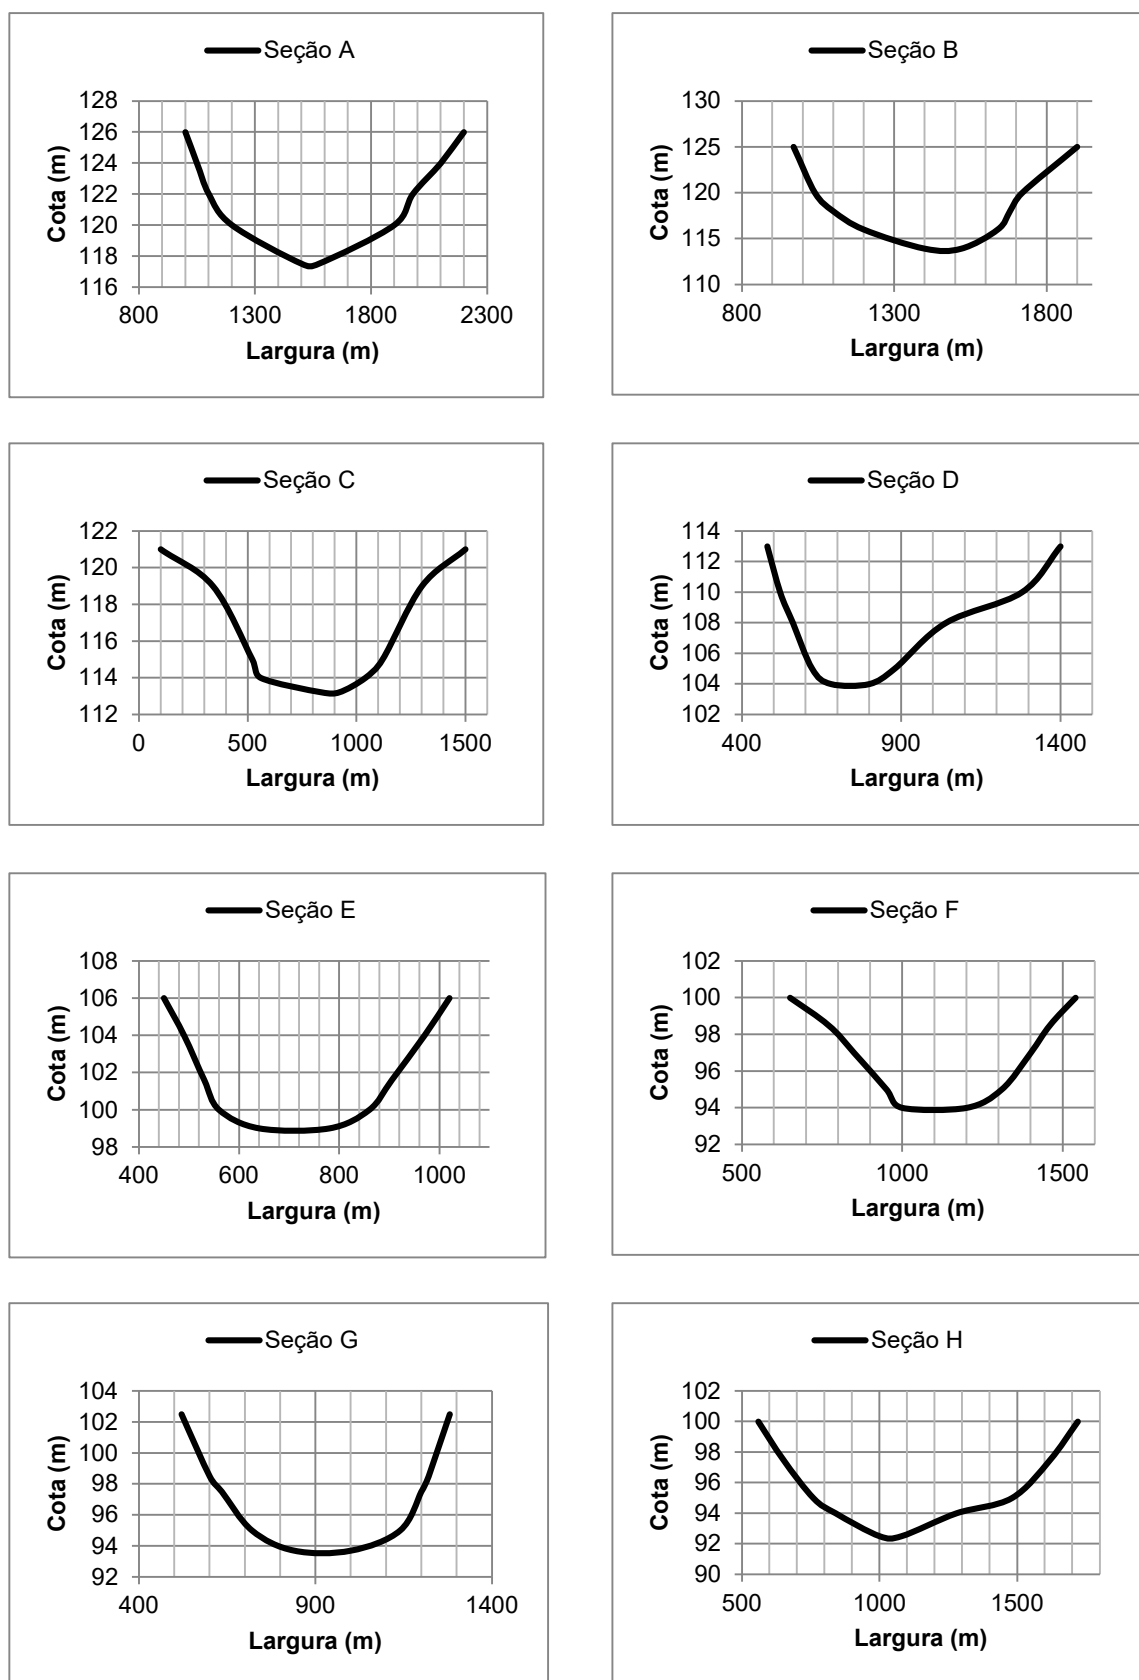 Seção A
128
126
124
122
120
118
116
Cota (m)
800 1300 1800 2300
Largura (m)
Seção B
130
125
120
115
110
Cota (m)
800 1300 1800
Largura (m)
Seção C
122
120
118
116
114
112
Cota (m)
0 500 1000 1500
Largura (m)
Seção D
114
112
110
108
106
104
102
Cota (m)
400 900 1400
Largura (m)
Seção E
108
106
104
102
100
98
Cota (m)
400 600 800 1000
Largura (m)
Seção F
102
100
98
96
94
92
Cota (m)
500 1000 1500
Largura (m)
Seção G
104
102
100
98
96
94
92
Cota (m)
400 900 1400
Largura (m)
Seção H
102
100
98
96
94
92
90
Cota (m)
500 1000 1500
Largura (m)